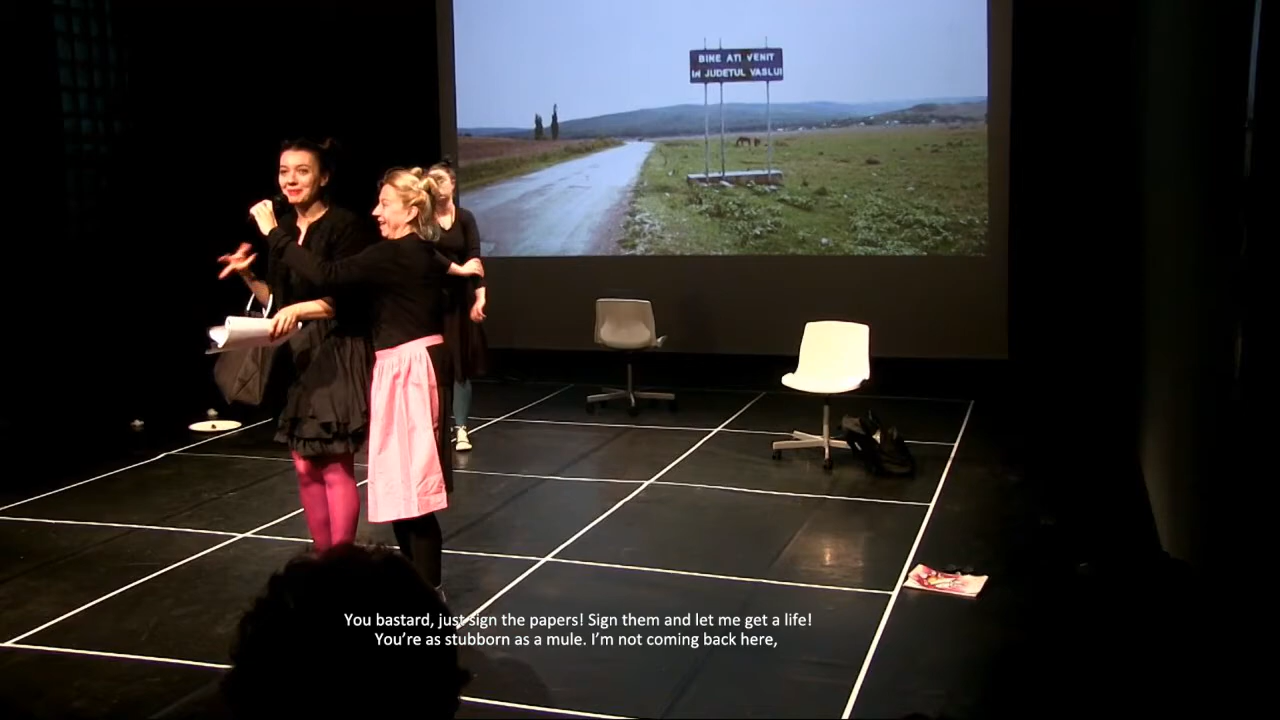 BINE AȚI VENIT
ÎN JUDEȚUL VASLUI
You bastard, just sign the papers! Sign them and let me get a life!
You're as stubborn as a mule. I'm not coming back here,